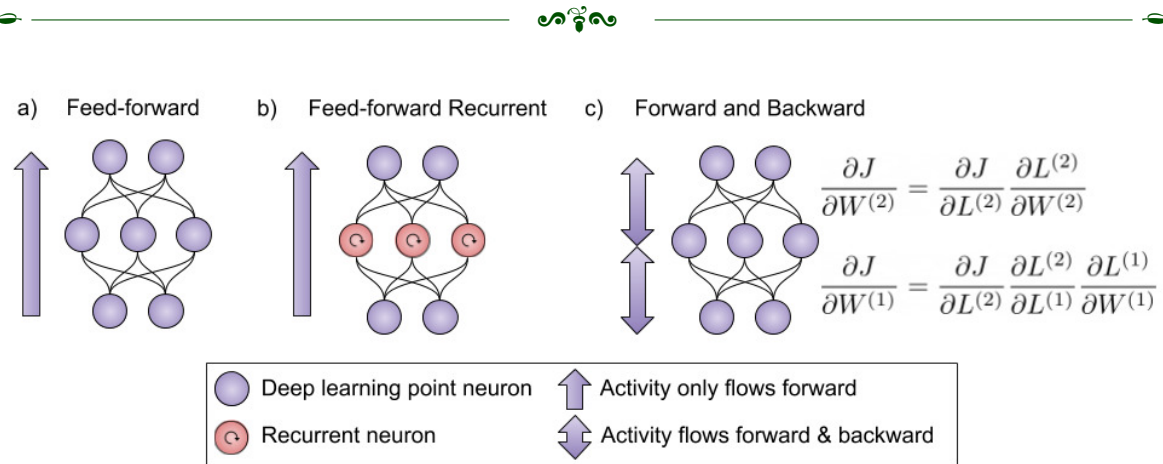 a) Feed-forward
b) Feed-forward Recurrent
c) Forward and Backward
∂J/∂W⁽²⁾ = ∂J/∂L⁽²⁾ ∂L⁽²⁾/∂W⁽²⁾
∂J/∂W⁽¹⁾ = ∂J/∂L⁽²⁾ ∂L⁽²⁾/∂L⁽¹⁾ ∂L⁽¹⁾/∂W⁽¹⁾
Deep learning point neuron
Activity only flows forward
Recurrent neuron
Activity flows forward & backward